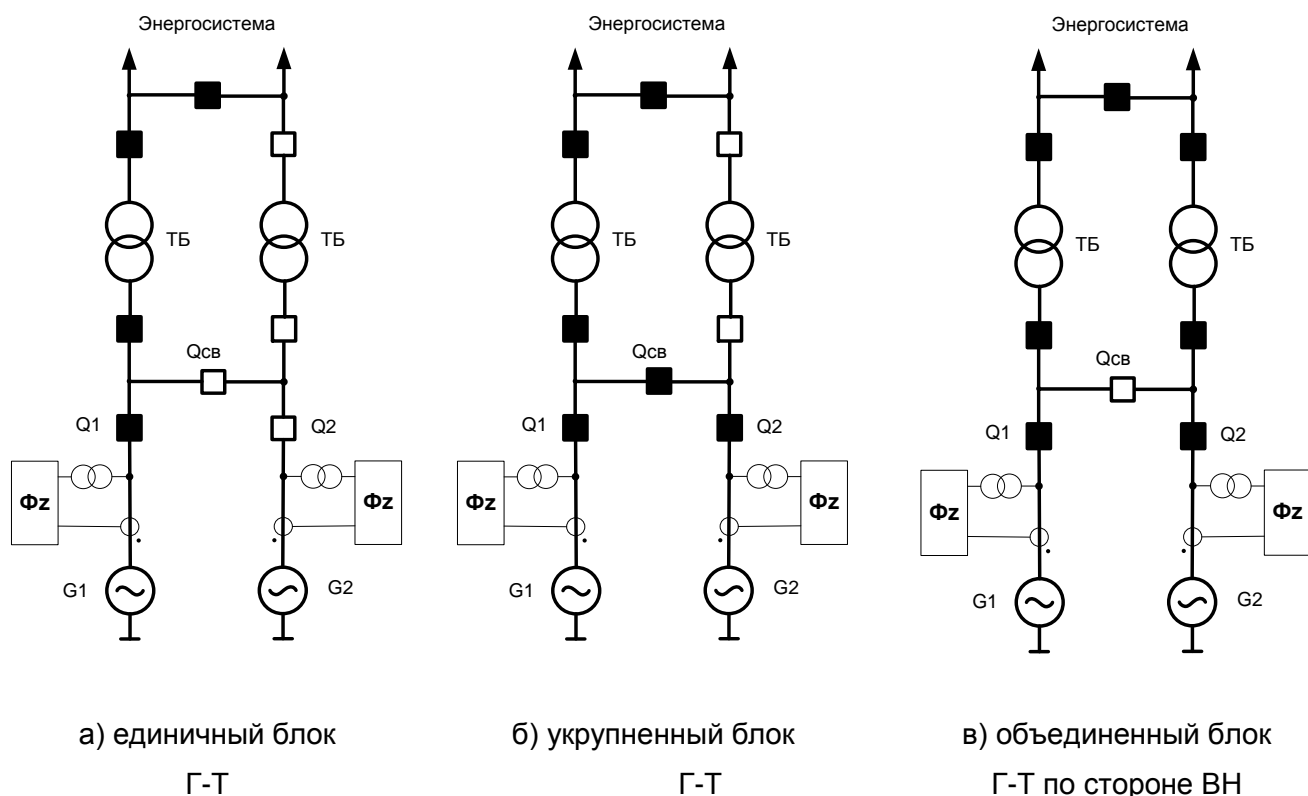 Энергосистема
ТБ
ТБ
Qсв
Q1
Q2
Фz
Фz
G1
G2
а) единичный блок
Г-Т
Энергосистема
ТБ
ТБ
Qсв
Q1
Q2
Фz
Фz
G1
G2
б) укрупненный блок
Г-Т
Энергосистема
ТБ
ТБ
Qсв
Q1
Q2
Фz
Фz
G1
G2
в) объединенный блок
Г-Т по стороне ВН